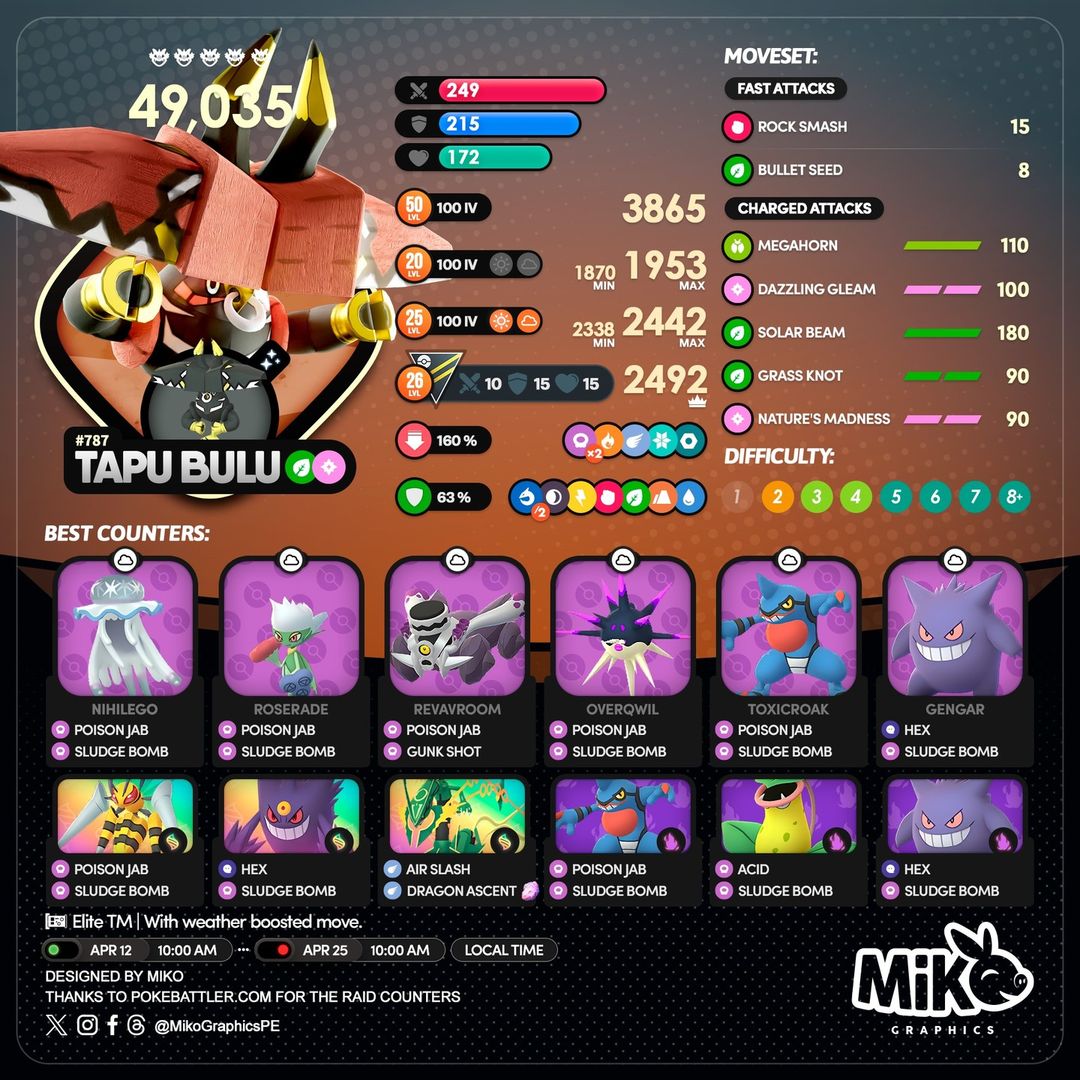 49,035
249
215
172
50 LVL 100 IV 3865
20 LVL 100 IV 1870 MIN 1953 MAX
25 LVL 100 IV 2338 MIN 2442 MAX
26 LVL 10 15 15 2492
160 % ×2
63 % /2
#787
TAPU BULU
MOVESET:
FAST ATTACKS
ROCK SMASH 15
BULLET SEED 8
CHARGED ATTACKS
MEGAHORN 110
DAZZLING GLEAM 100
SOLAR BEAM 180
GRASS KNOT 90
NATURE'S MADNESS 90
DIFFICULTY:
1 2 3 4 5 6 7 8+
BEST COUNTERS:
NIHILEGO
POISON JAB
SLUDGE BOMB
ROSERADE
POISON JAB
SLUDGE BOMB
REVAVROOM
POISON JAB
GUNK SHOT
OVERQWIL
POISON JAB
SLUDGE BOMB
TOXICROAK
POISON JAB
SLUDGE BOMB
GENGAR
HEX
SLUDGE BOMB
POISON JAB
SLUDGE BOMB
HEX
SLUDGE BOMB
AIR SLASH
DRAGON ASCENT
POISON JAB
SLUDGE BOMB
ACID
SLUDGE BOMB
HEX
SLUDGE BOMB
Elite TM | With weather boosted move.
APR 12 10:00 AM ... APR 25 10:00 AM LOCAL TIME
DESIGNED BY MIKO
THANKS TO POKEBATTLER.COM FOR THE RAID COUNTERS
@MikoGraphicsPE
MiKO
GRAPHICS